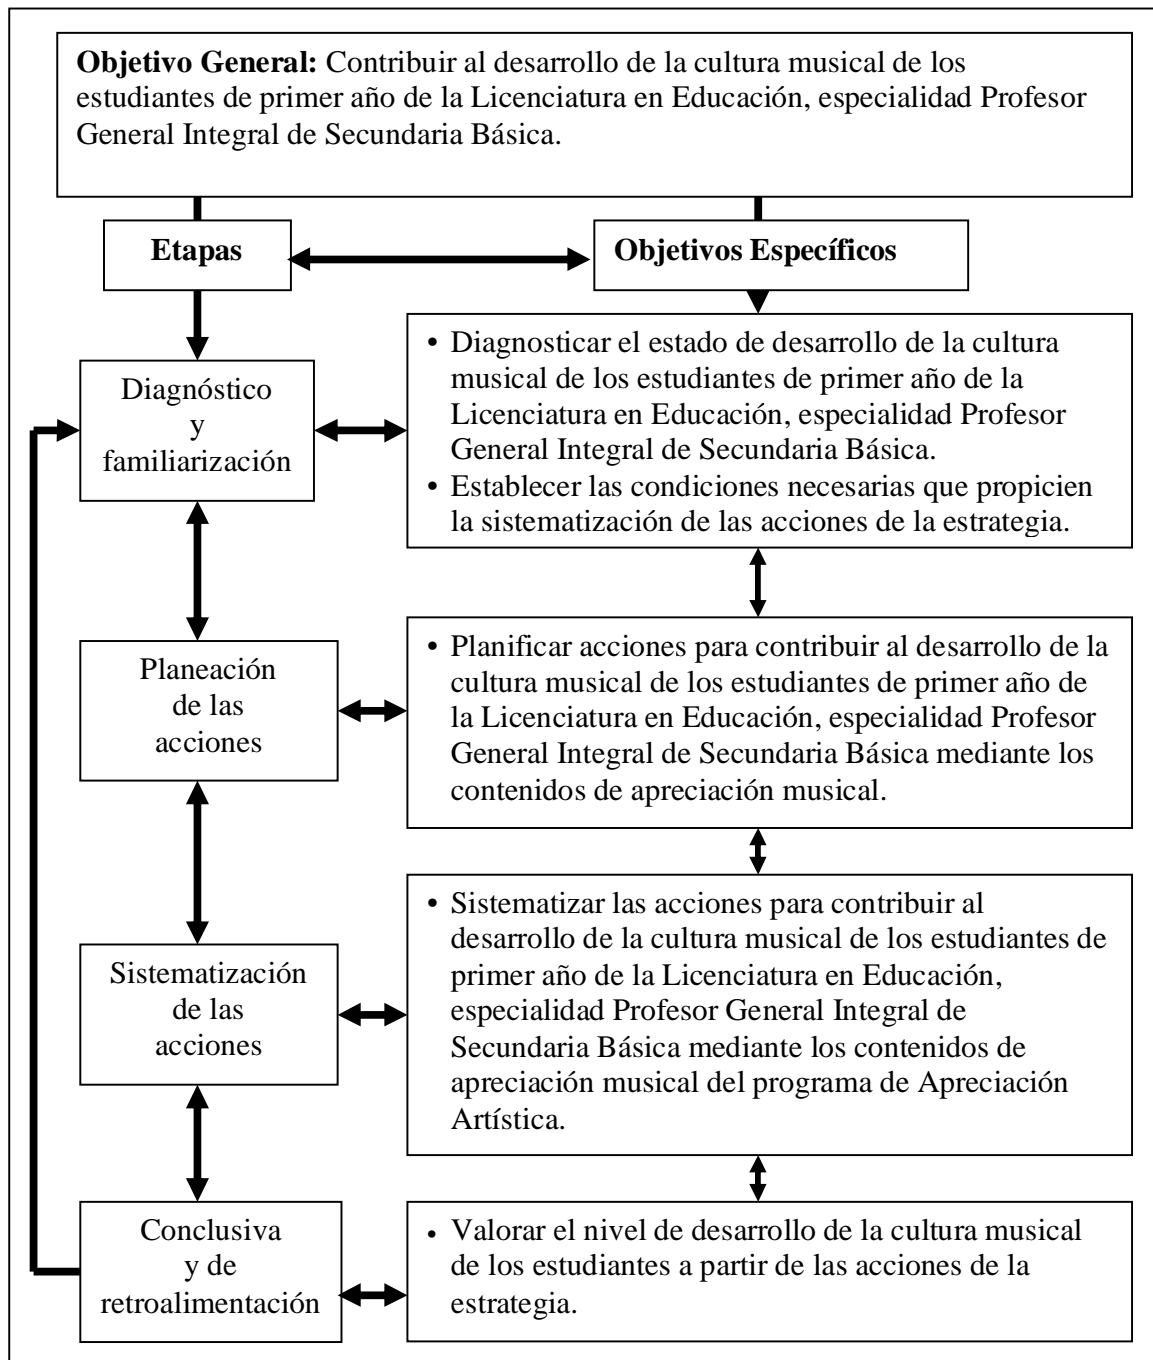 Objetivo General: Contribuir al desarrollo de la cultura musical de los
estudiantes de primer año de la Licenciatura en Educación, especialidad Profesor
General Integral de Secundaria Básica.
Etapas
Objetivos Específicos
Diagnóstico
y
familiarización
• Diagnosticar el estado de desarrollo de la cultura
musical de los estudiantes de primer año de la
Licenciatura en Educación, especialidad Profesor
General Integral de Secundaria Básica.
• Establecer las condiciones necesarias que propicien
la sistematización de las acciones de la estrategia.
Planeación
de las
acciones
• Planificar acciones para contribuir al desarrollo de la
cultura musical de los estudiantes de primer año de
la Licenciatura en Educación, especialidad Profesor
General Integral de Secundaria Básica mediante los
contenidos de apreciación musical.
Sistematización
de las
acciones
• Sistematizar las acciones para contribuir al
desarrollo de la cultura musical de los estudiantes de
primer año de la Licenciatura en Educación,
especialidad Profesor General Integral de
Secundaria Básica mediante los contenidos de
apreciación musical del programa de Apreciación
Artística.
Conclusiva
y de
retroalimentación
• Valorar el nivel de desarrollo de la cultura musical
de los estudiantes a partir de las acciones de la
estrategia.